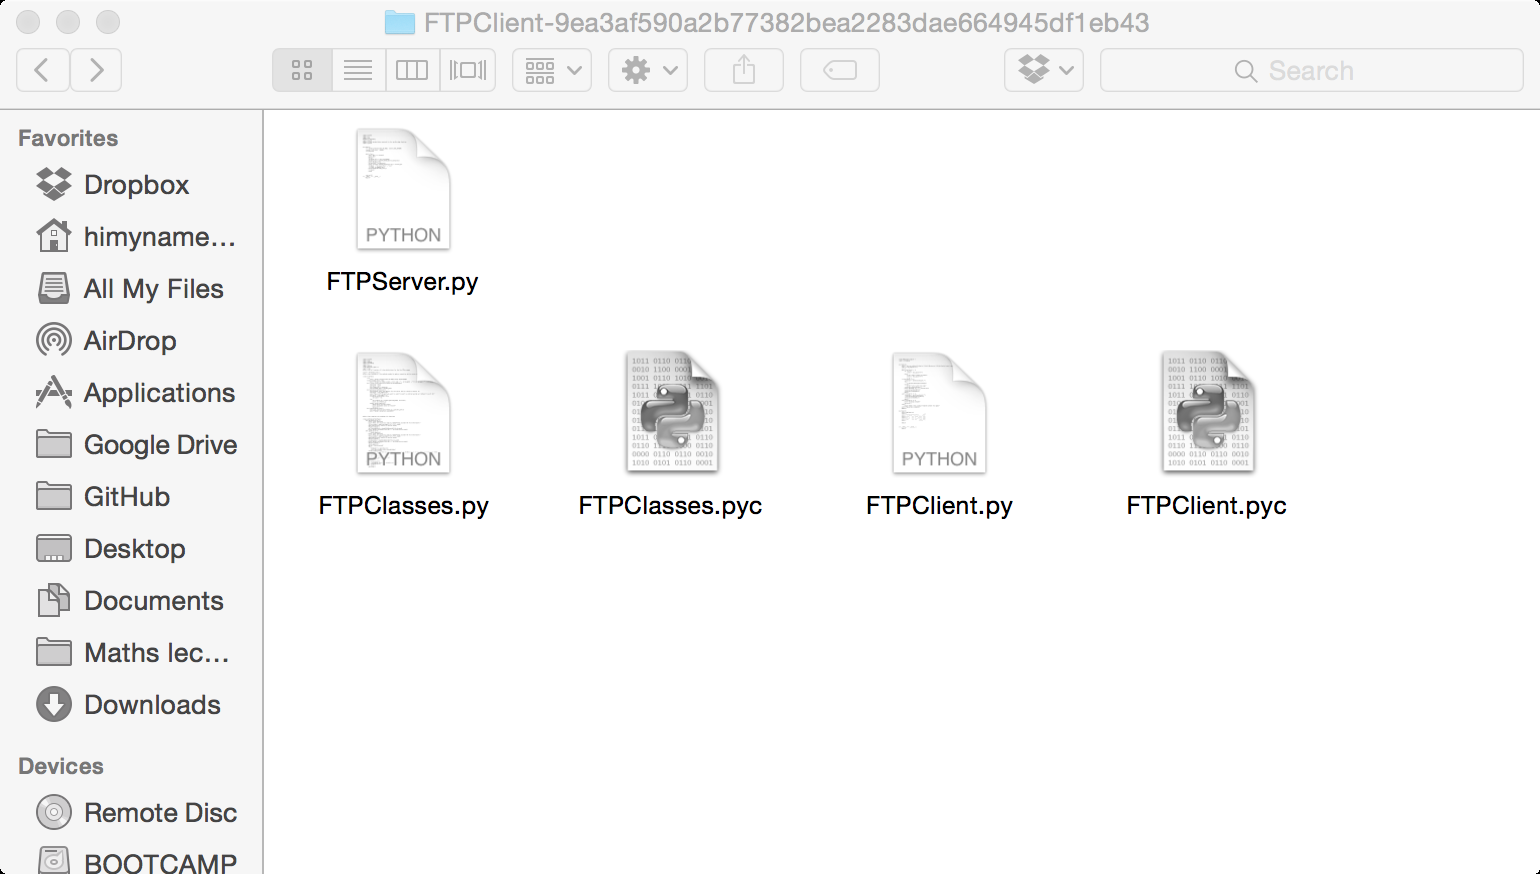 FTPClient-9ea3af590a2b77382bea2283dae664945df1eb43
Search
Favorites
Dropbox
himyname...
All My Files
AirDrop
Applications
Google Drive
GitHub
Desktop
Documents
Maths lec...
Downloads
Devices
Remote Disc
BOOTCAMP
PYTHON
FTPServer.py
PYTHON
FTPClasses.py
FTPClasses.pyc
PYTHON
FTPClient.py
FTPClient.pyc